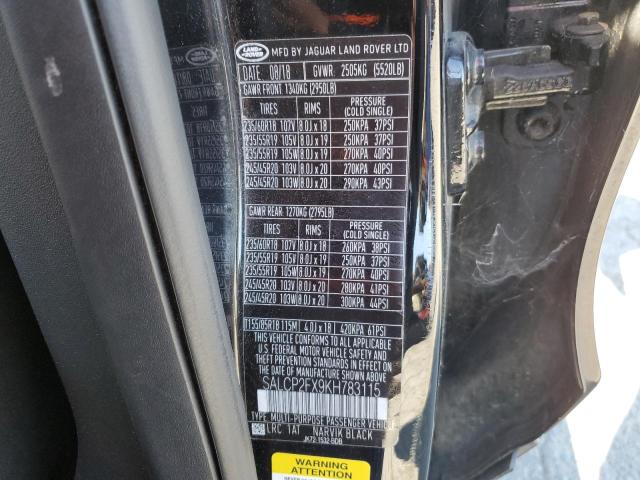 LAND ROVER MFD BY JAGUAR LAND ROVER LTD
DATE 08/18 GVWR 2505KG (5520LB)
GAWR FRONT 1340KG (2950LB)
TIRES RIMS PRESSURE (COLD SINGLE)
235/60R18 107V 8.0J x 18 250KPA 37PSI
235/55R19 105V 8.0J x 19 250KPA 37PSI
235/55R19 105W 8.0J x 19 270KPA 40PSI
245/45R20 103V 8.0J x 20 270KPA 40PSI
245/45R20 103W 8.0J x 20 290KPA 43PSI
GAWR REAR 1270KG (2795LB)
TIRES RIMS PRESSURE (COLD SINGLE)
235/60R18 107V 8.0J x 18 260KPA 38PSI
235/55R19 105V 8.0J x 19 250KPA 37PSI
235/55R19 105W 8.0J x 19 270KPA 40PSI
245/45R20 103V 8.0J x 20 280KPA 41PSI
245/45R20 103W 8.0J x 20 300KPA 44PSI
T155/85R18 115M 4.0J x 18 420KPA 61PSI
THIS VEHICLE CONFORMS TO ALL APPLICABLE
U.S. FEDERAL MOTOR VEHICLE SAFETY AND
THEFT PREVENTION STANDARDS IN EFFECT ON
THE DATE OF MANUFACTURE SHOWN ABOVE
SALCP2FX9KH783115
TYPE MULTI-PURPOSE PASSENGER VEHICLE
LRC 1AT NARVIK BLACK
JK72-1532-BDB
WARNING
ATTENTION